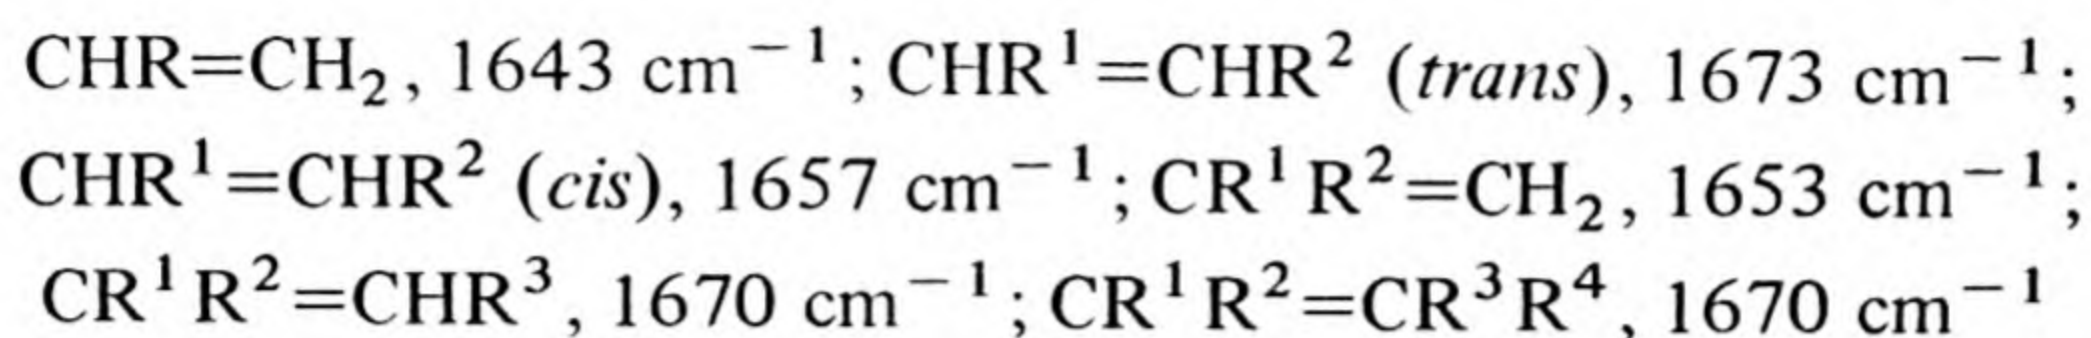 CHR=CH₂, 1643 cm⁻¹; CHR¹=CHR² (trans), 1673 cm⁻¹;
CHR¹=CHR² (cis), 1657 cm⁻¹; CR¹R²=CH₂, 1653 cm⁻¹;
CR¹R²=CHR³, 1670 cm⁻¹; CR¹R²=CR³R⁴, 1670 cm⁻¹